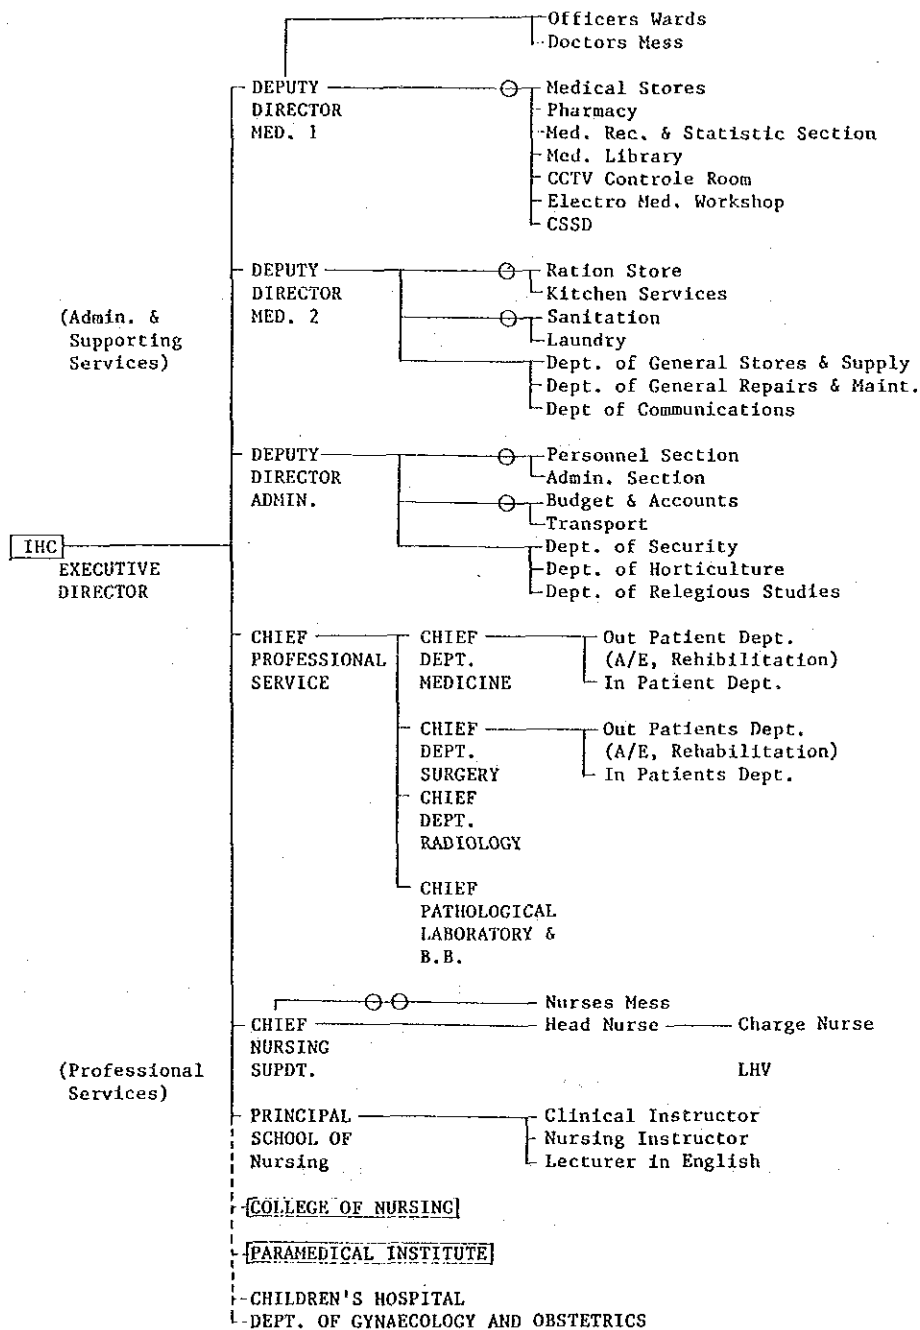 Officers Wards
Doctors Mess
DEPUTY Medical Stores
DIRECTOR Pharmacy
MED. 1 Med. Rec. & Statistic Section
Med. Library
CCTV Controle Room
Electro Med. Workshop
CSSD
DEPUTY Ration Store
DIRECTOR Kitchen Services
(Admin. & MED. 2 Sanitation
Supporting Laundry
Services) Dept. of General Stores & Supply
Dept. of General Repairs & Maint.
Dept of Communications
DEPUTY Personnel Section
DIRECTOR Admin. Section
ADMIN. Budget & Accounts
Transport
IHC Dept. of Security
EXECUTIVE Dept. of Horticulture
DIRECTOR Dept. of Relegious Studies
CHIEF CHIEF Out Patient Dept.
PROFESSIONAL DEPT. (A/E, Rehibilitation)
SERVICE MEDICINE In Patient Dept.
CHIEF Out Patients Dept.
DEPT. (A/E, Rehabilitation)
SURGERY In Patients Dept.
CHIEF
DEPT.
RADIOLOGY
CHIEF
PATHOLOGICAL
LABORATORY &
B.B.
Nurses Mess
CHIEF Head Nurse Charge Nurse
NURSING
(Professional SUPDT. LHV
Services)
PRINCIPAL Clinical Instructor
SCHOOL OF Nursing Instructor
Nursing Lecturer in English
COLLEGE OF NURSING
PARAMEDICAL INSTITUTE
CHILDREN'S HOSPITAL
DEPT. OF GYNAECOLOGY AND OBSTETRICS